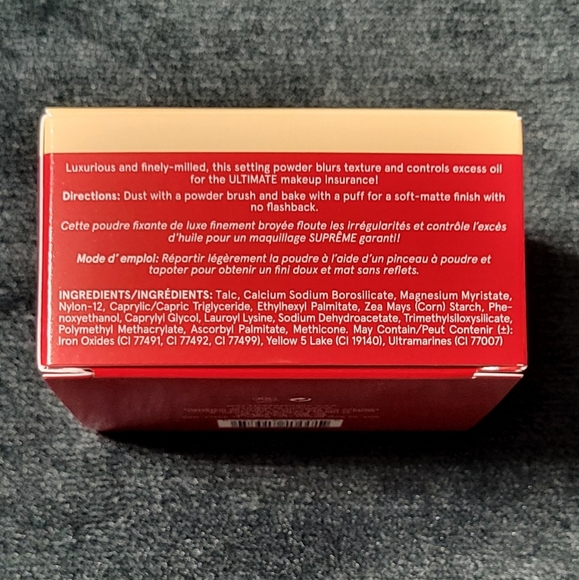 Luxurious and finely-milled, this setting powder blurs texture and controls excess oil
for the ULTIMATE makeup insurance!
Directions: Dust with a powder brush and bake with a puff for a soft-matte finish with
no flashback.
Cette poudre fixante de luxe finement broyée floute les irrégularités et contrôle l'excès
d'huile pour un maquillage SUPRÊME garanti!
Mode d'emploi: Répartir légèrement la poudre à l'aide d'un pinceau à poudre et
tapoter pour obtenir un fini doux et mat sans reflets.
INGREDIENTS/INGRÉDIENTS: Talc, Calcium Sodium Borosilicate, Magnesium Myristate,
Nylon-12, Caprylic/Capric Triglyceride, Ethylhexyl Palmitate, Zea Mays (Corn) Starch, Phe-
noxyethanol, Caprylyl Glycol, Lauroyl Lysine, Sodium Dehydroacetate, Trimethylsiloxysilicate,
Polymethyl Methacrylate, Ascorbyl Palmitate, Methicone. May Contain/Peut Contenir (±):
Iron Oxides (CI 77491, CI 77492, CI 77499), Yellow 5 Lake (CI 19140), Ultramarines (CI 77007)